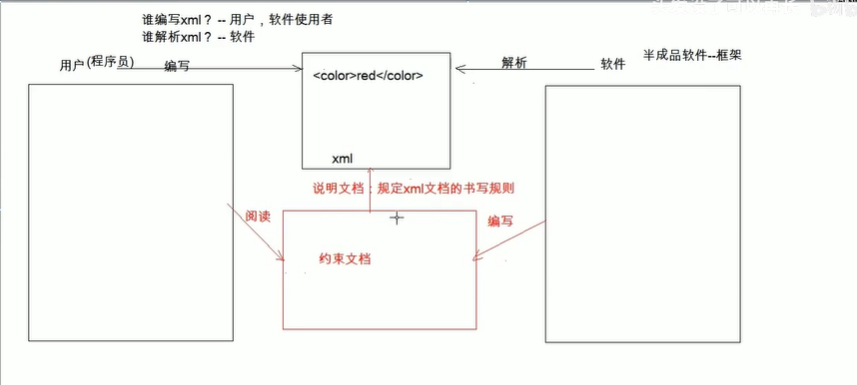 谁编写xml？ -- 用户，软件使用者
谁解析xml？ -- 软件
用户(程序员)
编写
<color>red</color>
解析
软件
半成品软件--框架
xml
说明文档：规定xml文档的书写规则
阅读
编写
约束文档